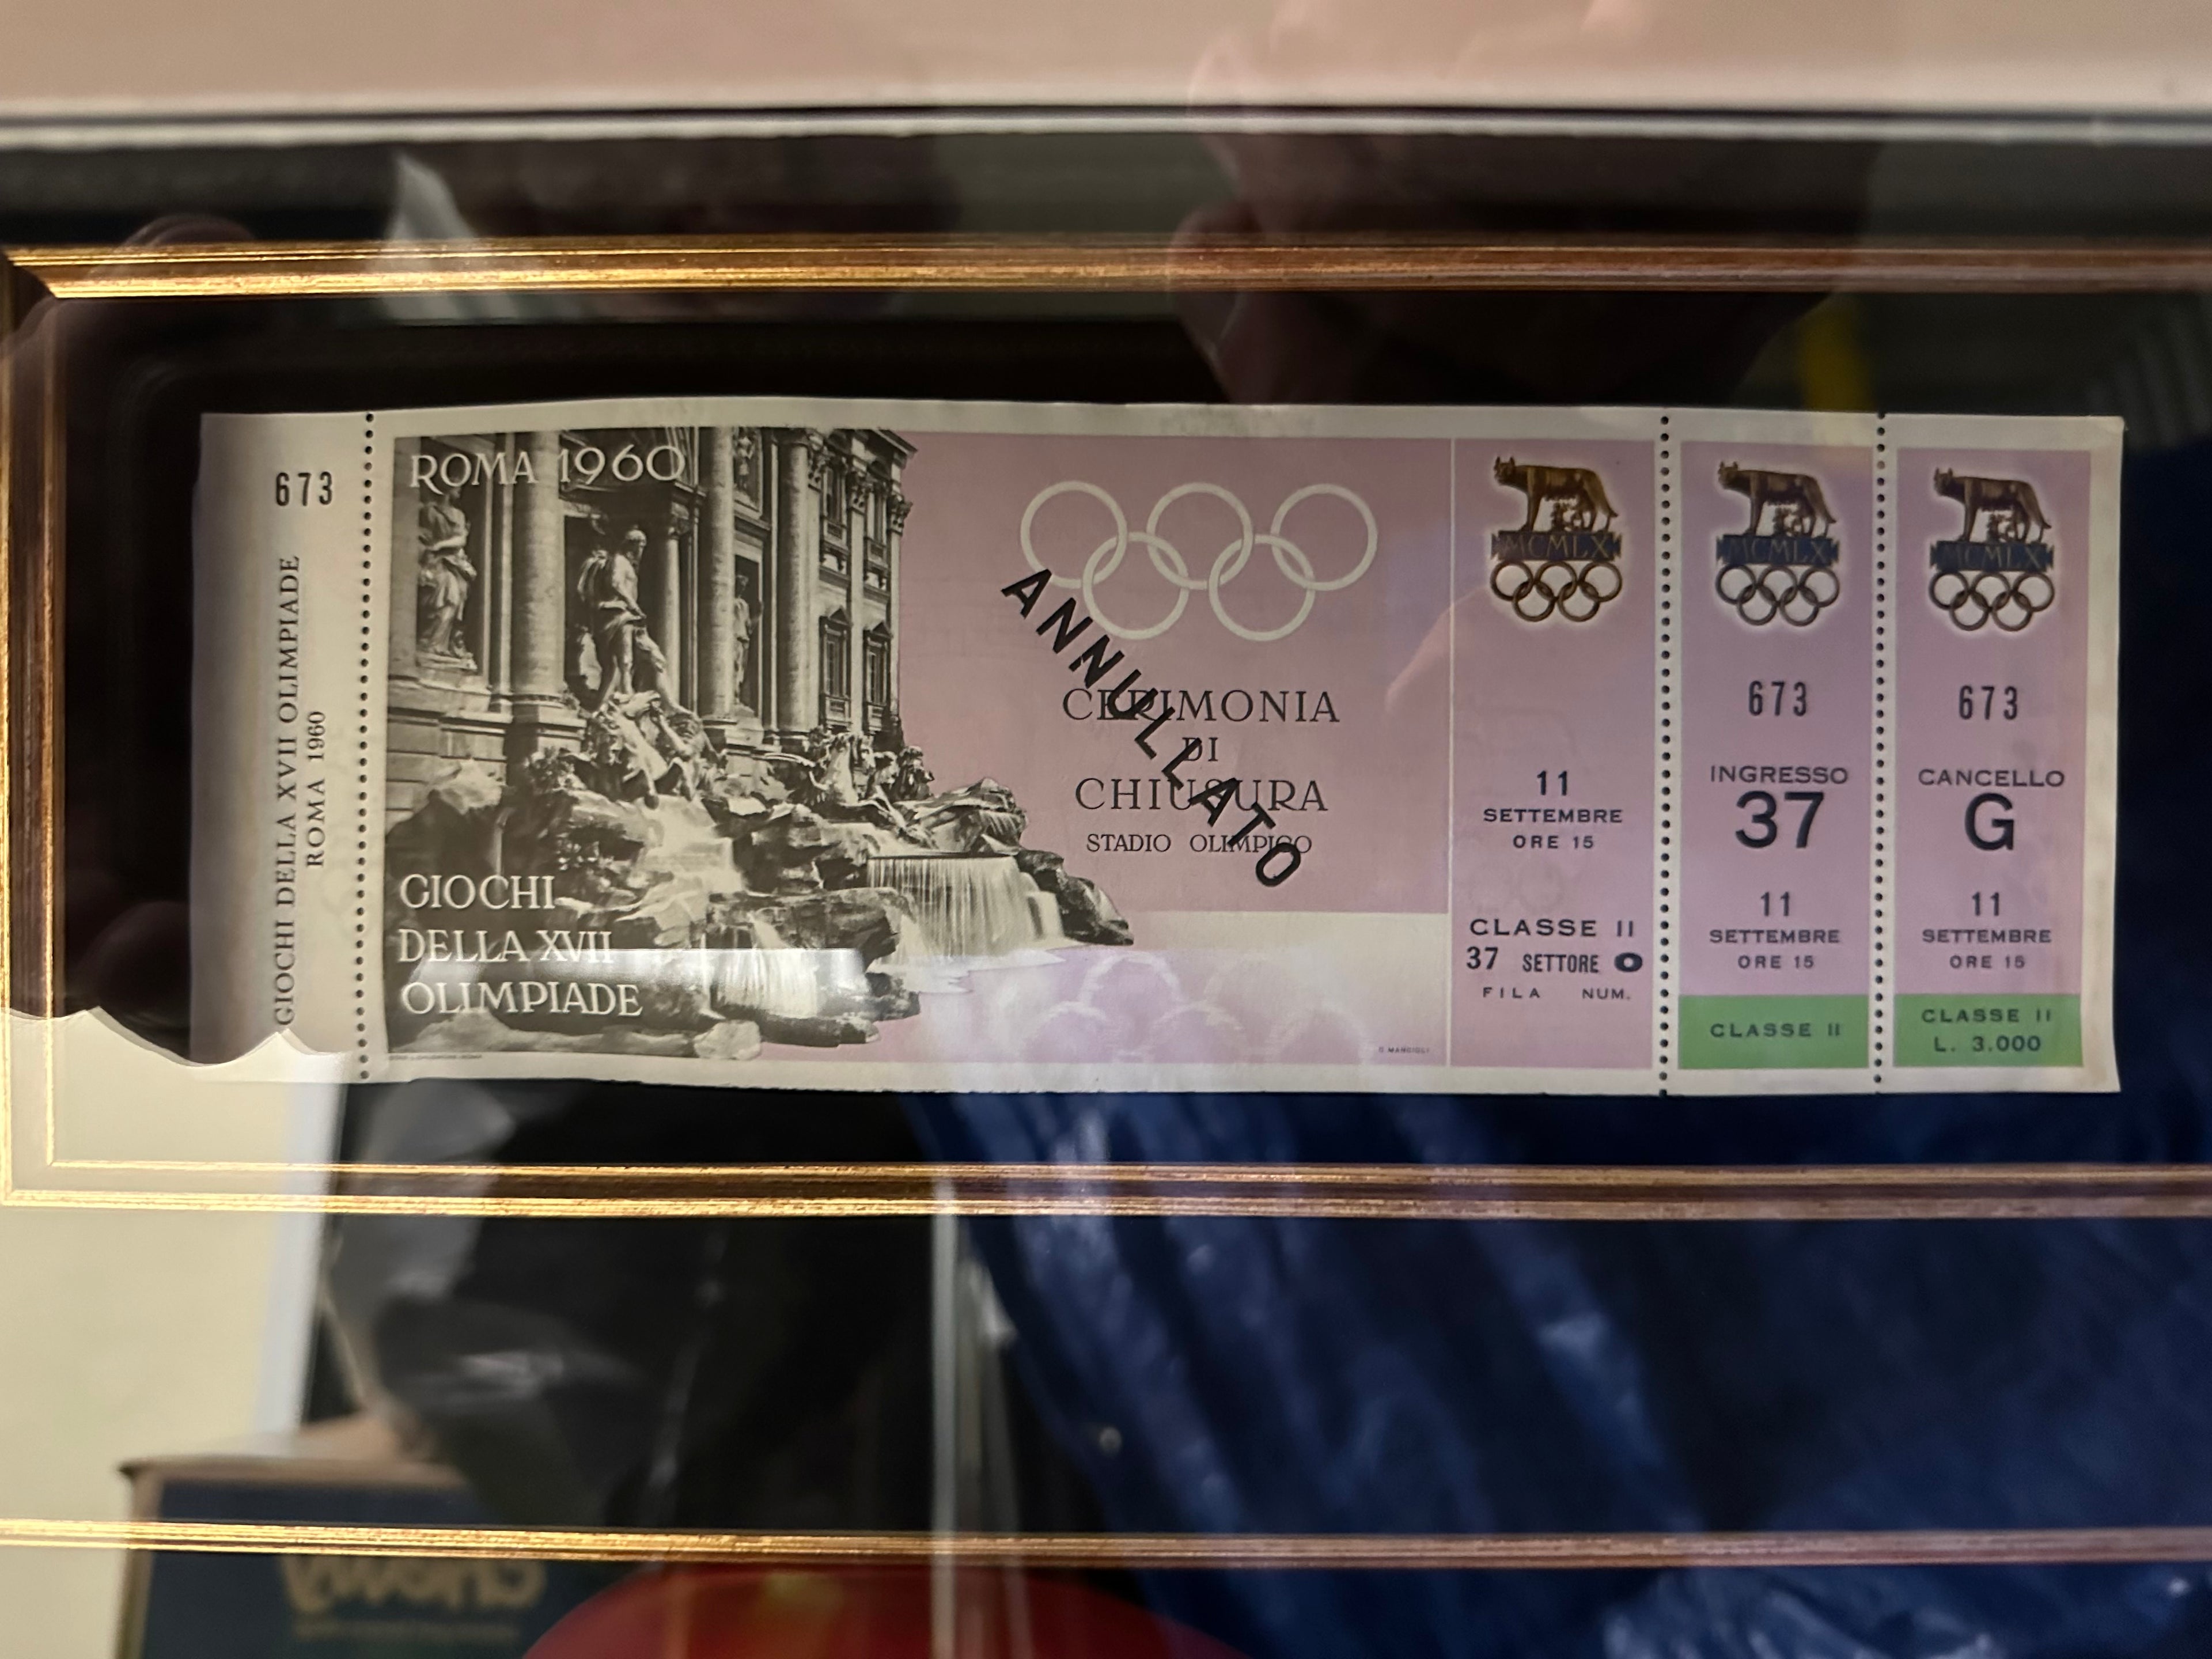 673
GIOCHI DELLA XVII OLIMPIADE
ROMA 1960
ROMA 1960
GIOCHI
DELLA XVII
OLIMPIADE
CERIMONIA
DI
CHIUSURA
STADIO OLIMPICO
ANNULLATO
MCMLX
11
SETTEMBRE
ORE 15
CLASSE II
37 SETTORE O
FILA NUM.
MCMLX
673
INGRESSO
37
11
SETTEMBRE
ORE 15
CLASSE II
MCMLX
673
CANCELLO
G
11
SETTEMBRE
ORE 15
CLASSE II
L. 3.000